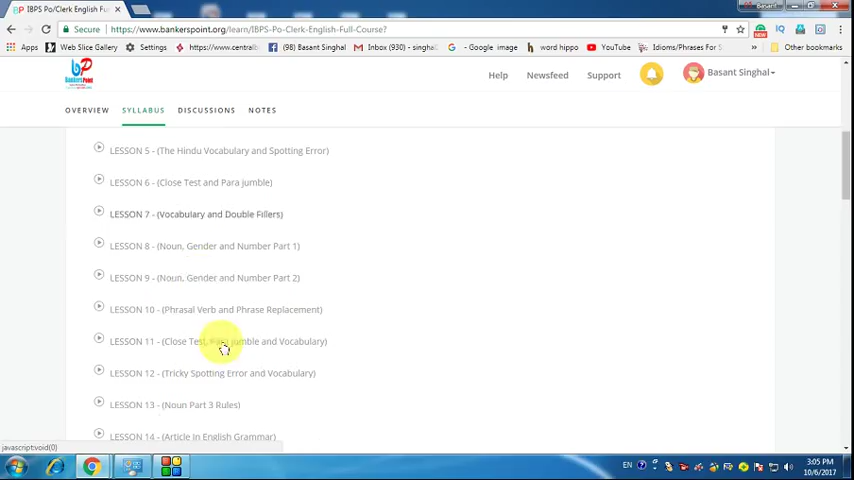 IBPS Po/Clerk English Fu
Basant
Secure https://www.bankerspoint.org/learn/IBPS-Po-Clerk-English-Full-Course?
Apps Web Slice Gallery Settings https://www.centralb (98) Basant Singhal Inbox (930) - singhal - Google image word hippo YouTube Idioms/Phrases For S Other bookmarks
BankersPoint Help Newsfeed Support Basant Singhal
OVERVIEW SYLLABUS DISCUSSIONS NOTES
LESSON 5 - (The Hindu Vocabulary and Spotting Error)
LESSON 6 - (Close Test and Para jumble)
LESSON 7 - (Vocabulary and Double Fillers)
LESSON 8 - (Noun, Gender and Number Part 1)
LESSON 9 - (Noun, Gender and Number Part 2)
LESSON 10 - (Phrasal Verb and Phrase Replacement)
LESSON 11 - (Close Test, Para jumble and Vocabulary)
LESSON 12 - (Tricky Spotting Error and Vocabulary)
LESSON 13 - (Noun Part 3 Rules)
LESSON 14 - (Article In English Grammar)
javascript:void(0)
EN 3:05 PM
10/6/2017